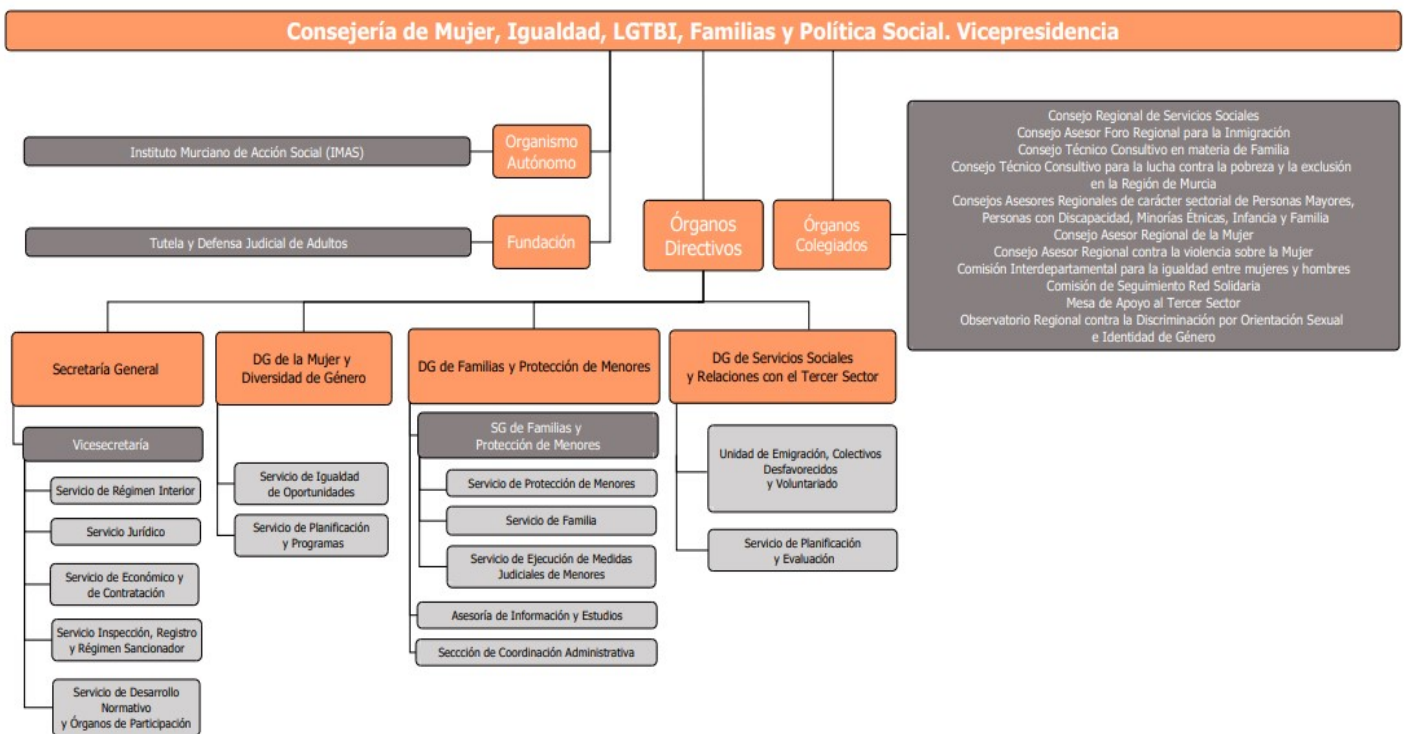 Consejería de Mujer, Igualdad, LGTBI, Familias y Política Social. Vicepresidencia
Instituto Murciano de Acción Social (IMAS)
Organismo
Autónomo
Tutela y Defensa Judicial de Adultos
Fundación
Órganos
Directivos
Órganos
Colegiados
Consejo Regional de Servicios Sociales
Consejo Asesor Foro Regional para la Inmigración
Consejo Técnico Consultivo en materia de Familia
Consejo Técnico Consultivo para la lucha contra la pobreza y la exclusión
en la Región de Murcia
Consejos Asesores Regionales de carácter sectorial de Personas Mayores,
Personas con Discapacidad, Minorías Étnicas, Infancia y Familia
Consejo Asesor Regional de la Mujer
Consejo Asesor Regional contra la violencia sobre la Mujer
Comisión Interdepartamental para la igualdad entre mujeres y hombres
Comisión de Seguimiento Red Solidaria
Mesa de Apoyo al Tercer Sector
Observatorio Regional contra la Discriminación por Orientación Sexual
e Identidad de Género
Secretaría General
Vicesecretaría
Servicio de Régimen Interior
Servicio Jurídico
Servicio de Económico y
de Contratación
Servicio Inspección, Registro
y Régimen Sancionador
Servicio de Desarrollo
Normativo
y Órganos de Participación
DG de la Mujer y
Diversidad de Género
Servicio de Igualdad
de Oportunidades
Servicio de Planificación
y Programas
DG de Familias y Protección de Menores
SG de Familias y
Protección de Menores
Servicio de Protección de Menores
Servicio de Familia
Servicio de Ejecución de Medidas
Judiciales de Menores
Asesoría de Información y Estudios
Seccción de Coordinación Administrativa
DG de Servicios Sociales
y Relaciones con el Tercer Sector
Unidad de Emigración, Colectivos
Desfavorecidos
y Voluntariado
Servicio de Planificación
y Evaluación